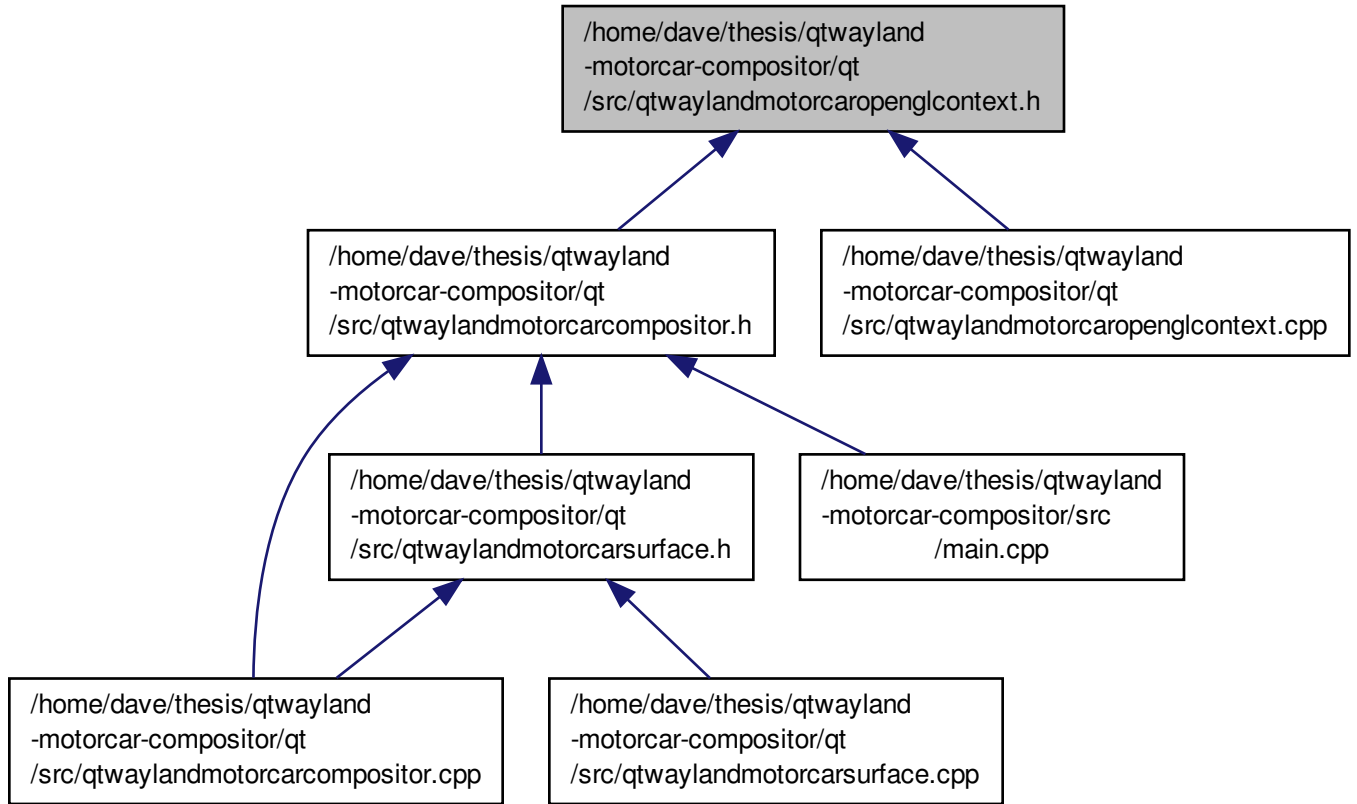 /home/dave/thesis/qtwayland
-motorcar-compositor/qt
/src/qtwaylandmotorcaropenglcontext.h
/home/dave/thesis/qtwayland
-motorcar-compositor/qt
/src/qtwaylandmotorcarcompositor.h
/home/dave/thesis/qtwayland
-motorcar-compositor/qt
/src/qtwaylandmotorcaropenglcontext.cpp
/home/dave/thesis/qtwayland
-motorcar-compositor/qt
/src/qtwaylandmotorcarsurface.h
/home/dave/thesis/qtwayland
-motorcar-compositor/src
/main.cpp
/home/dave/thesis/qtwayland
-motorcar-compositor/qt
/src/qtwaylandmotorcarcompositor.cpp
/home/dave/thesis/qtwayland
-motorcar-compositor/qt
/src/qtwaylandmotorcarsurface.cpp